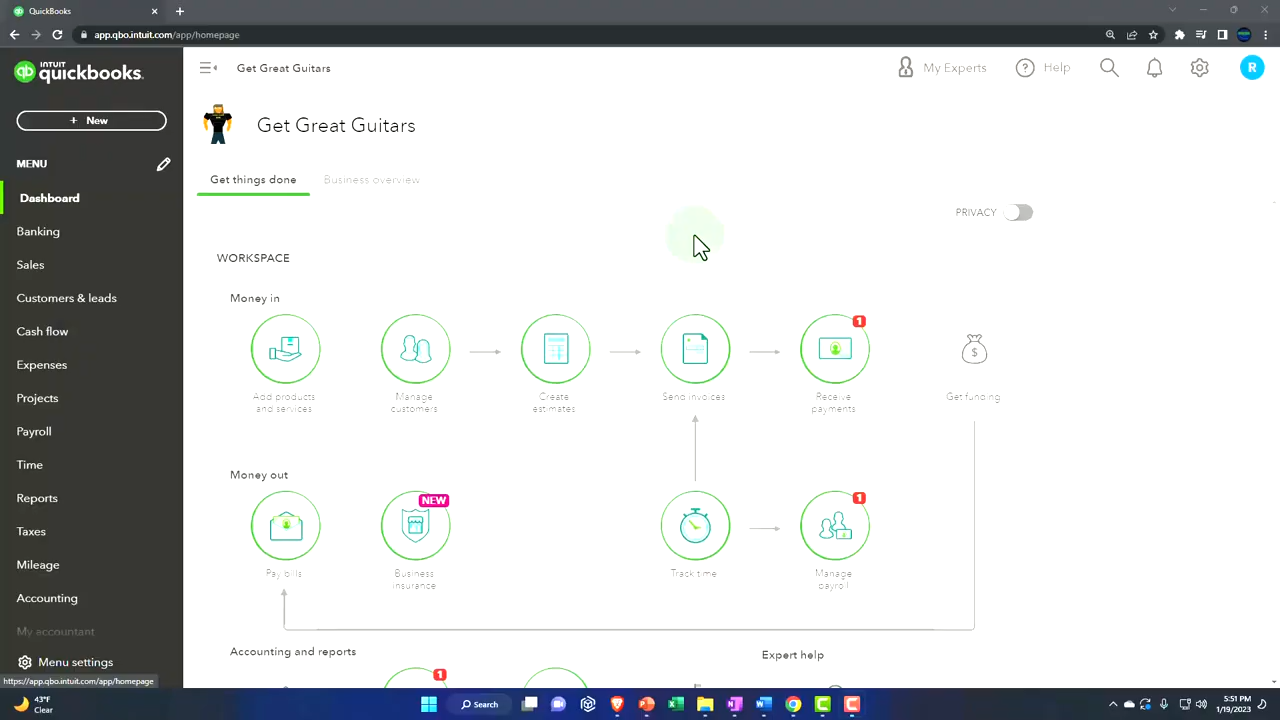 QuickBooks
app.qbo.intuit.com/app/homepage
INTUIT
quickbooks.
Get Great Guitars
My Experts
Help
R
+ New
Get Great Guitars
MENU
Get things done
Business overview
Dashboard
PRIVACY
Banking
WORKSPACE
Sales
Money in
Customers & leads
1
Cash flow
Expenses
Add products
and services
Manage
customers
Create
estimates
Send invoices
Receive
payments
Get funding
Projects
Payroll
Time
Money out
Reports
NEW
1
Taxes
Mileage
Pay bills
Business
insurance
Track time
Manage
payroll
Accounting
My accountant
Accounting and reports
Expert help
Menu settings
1
https://app.qbo.intuit.com/app/homepage
43°F
Clear
Search
5:51 PM
1/19/2023